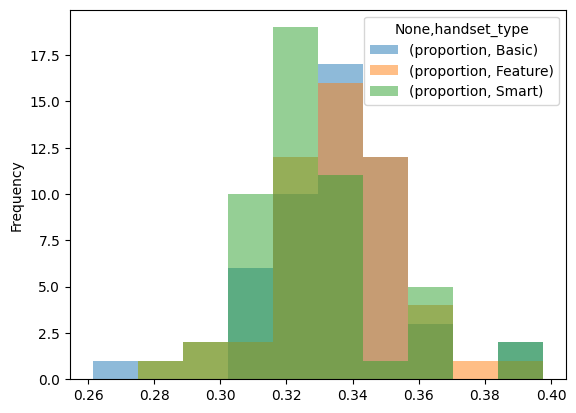 None,handset_type
(proportion, Basic)
(proportion, Feature)
(proportion, Smart)
Frequency
17.5
15.0
12.5
10.0
7.5
5.0
2.5
0.0
0.26 0.28 0.30 0.32 0.34 0.36 0.38 0.40